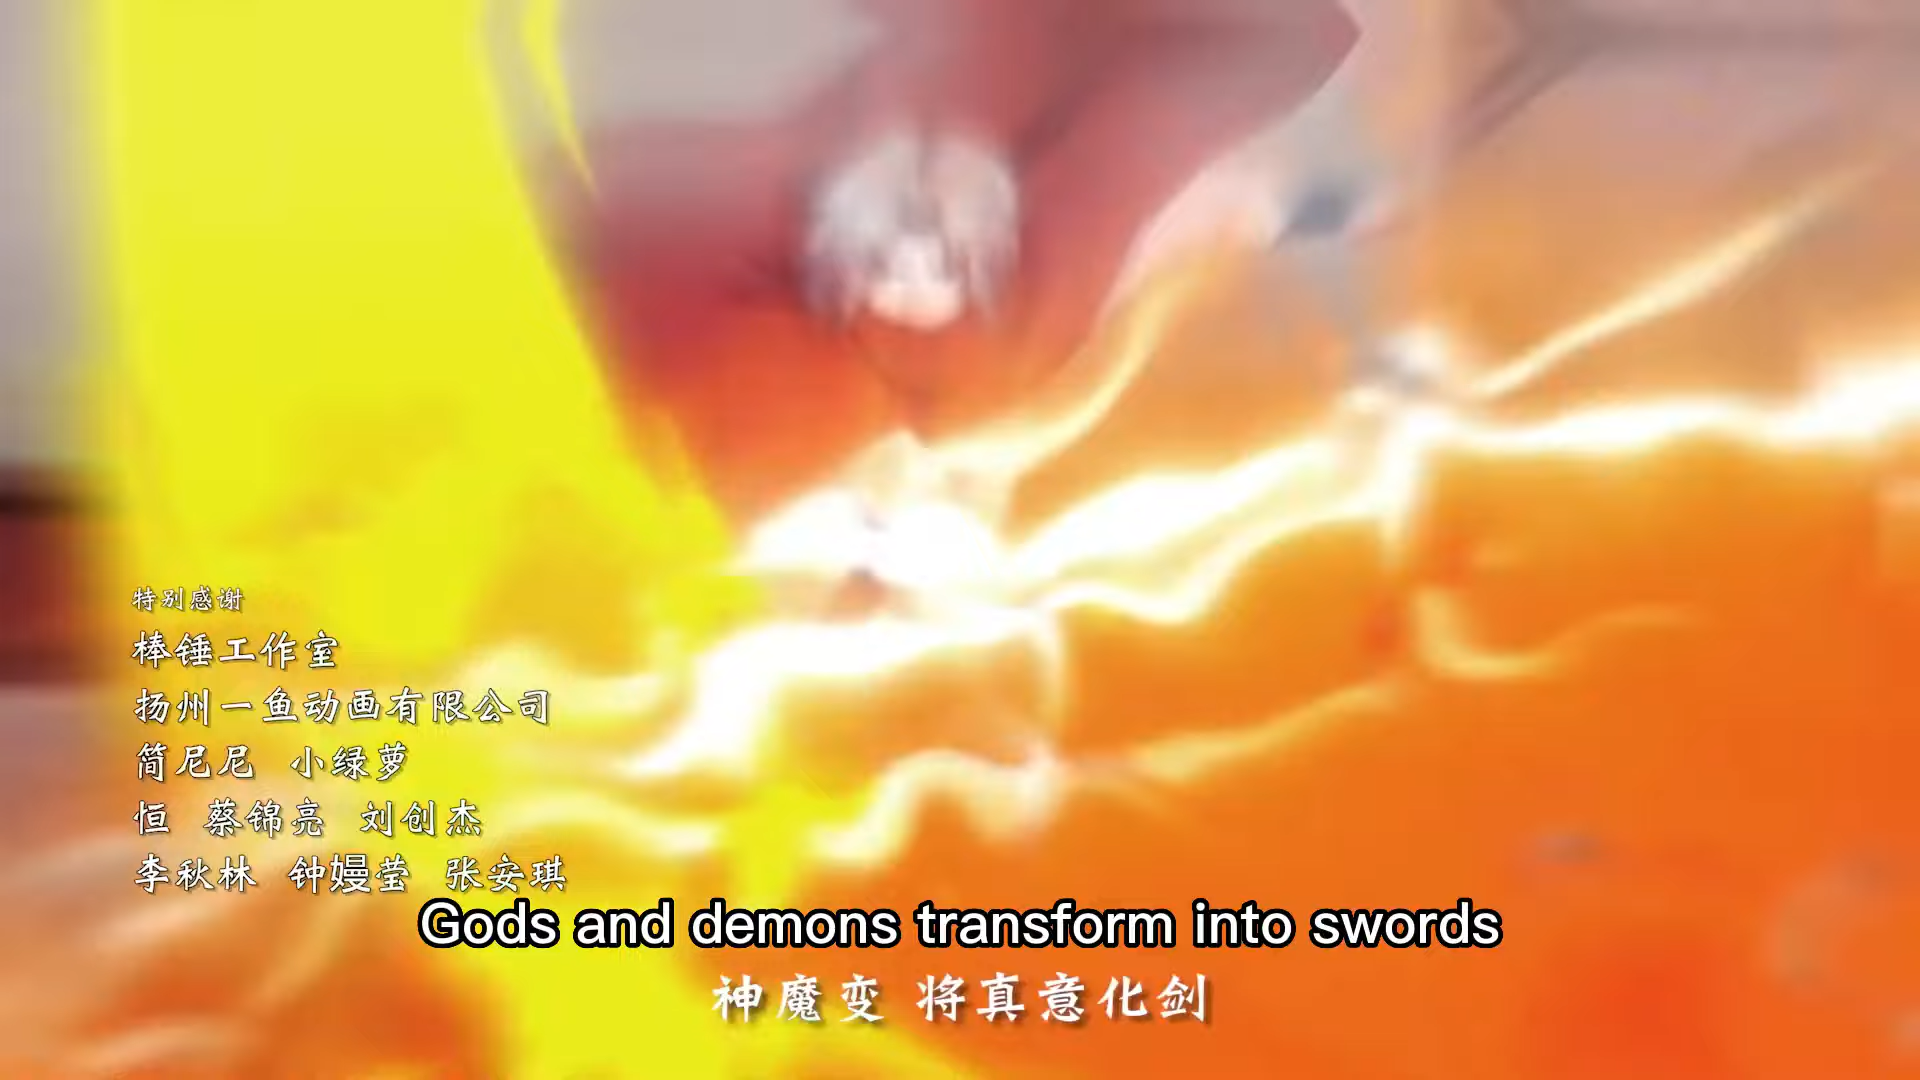 特别感谢
棒锤工作室
扬州一鱼动画有限公司
简尼尼 小绿萝
恒 蔡锦亮 刘创杰
李秋林 钟嫚莹 张安琪
Gods and demons transform into swords
神魔变 将真意化剑